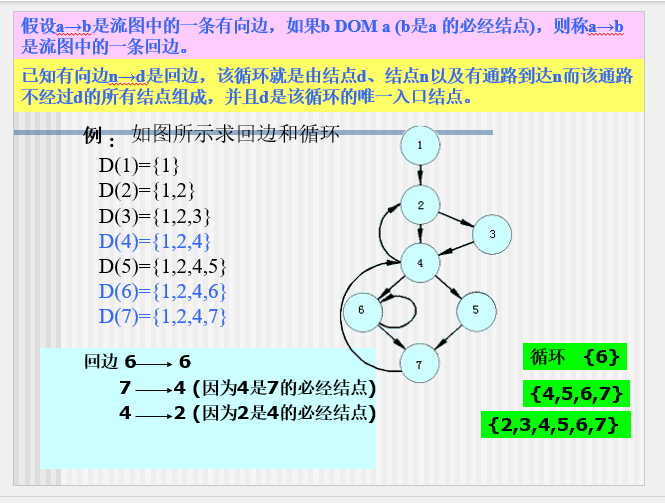 假设a→b是流图中的一条有向边，如果b DOM a (b是a 的必经结点)，则称a→b
是流图中的一条回边。
已知有向边n→d是回边，该循环就是由结点d、结点n以及有通路到达n而该通路
不经过d的所有结点组成，并且d是该循环的唯一入口结点。
例： 如图所示求回边和循环
D(1)={1}
D(2)={1,2}
D(3)={1,2,3}
D(4)={1,2,4}
D(5)={1,2,4,5}
D(6)={1,2,4,6}
D(7)={1,2,4,7}
1
2
3
4
6
5
7
回边 6→ 6
7 →4 (因为4是7的必经结点)
4 →2 (因为2是4的必经结点)
循环 {6}
{4,5,6,7}
{2,3,4,5,6,7}